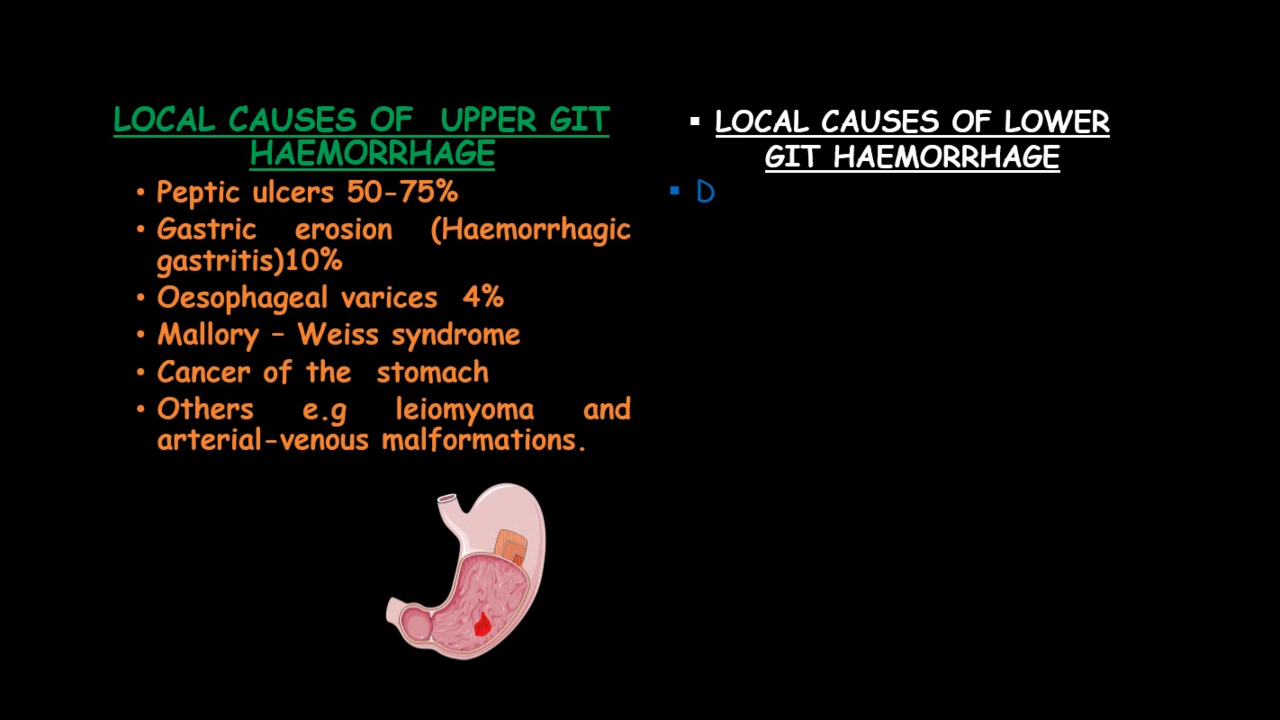 LOCAL CAUSES OF UPPER GIT
HAEMORRHAGE
• Peptic ulcers 50-75%
• Gastric erosion (Haemorrhagic
gastritis)10%
• Oesophageal varices 4%
• Mallory – Weiss syndrome
• Cancer of the stomach
• Others e.g leiomyoma and
arterial-venous malformations.
▪ LOCAL CAUSES OF LOWER
GIT HAEMORRHAGE
▪ D